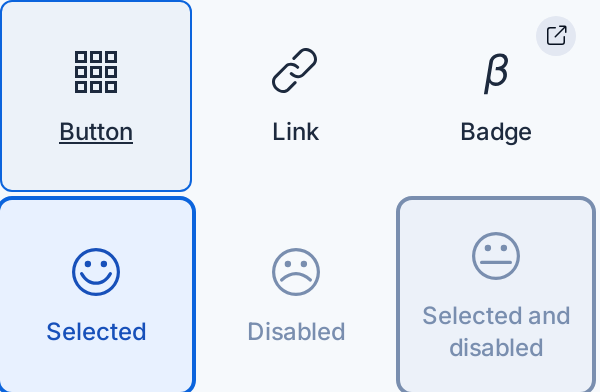 Button
Link
β
Badge
Selected
Disabled
Selected and
disabled